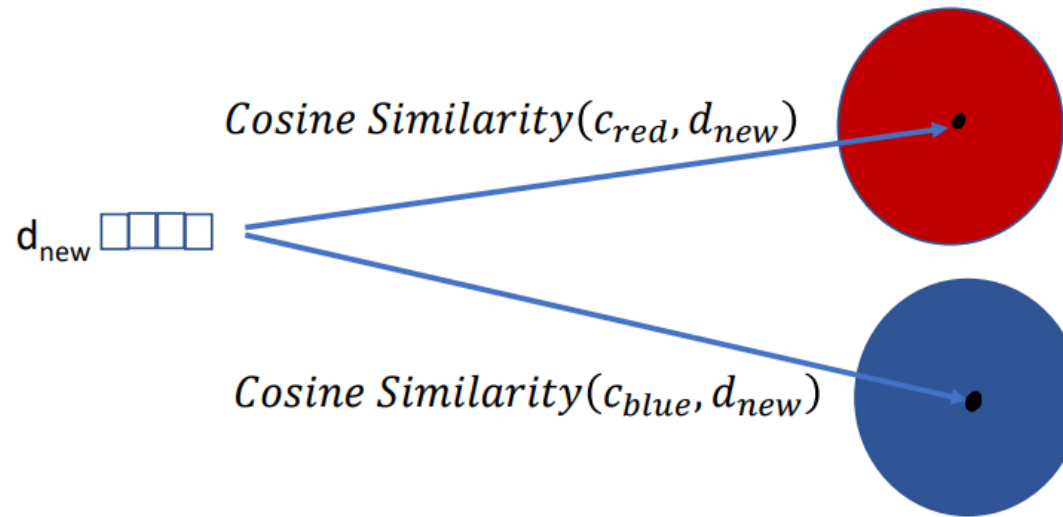 Cosine Similarity(c_red, d_new)
d_new
Cosine Similarity(c_blue, d_new)